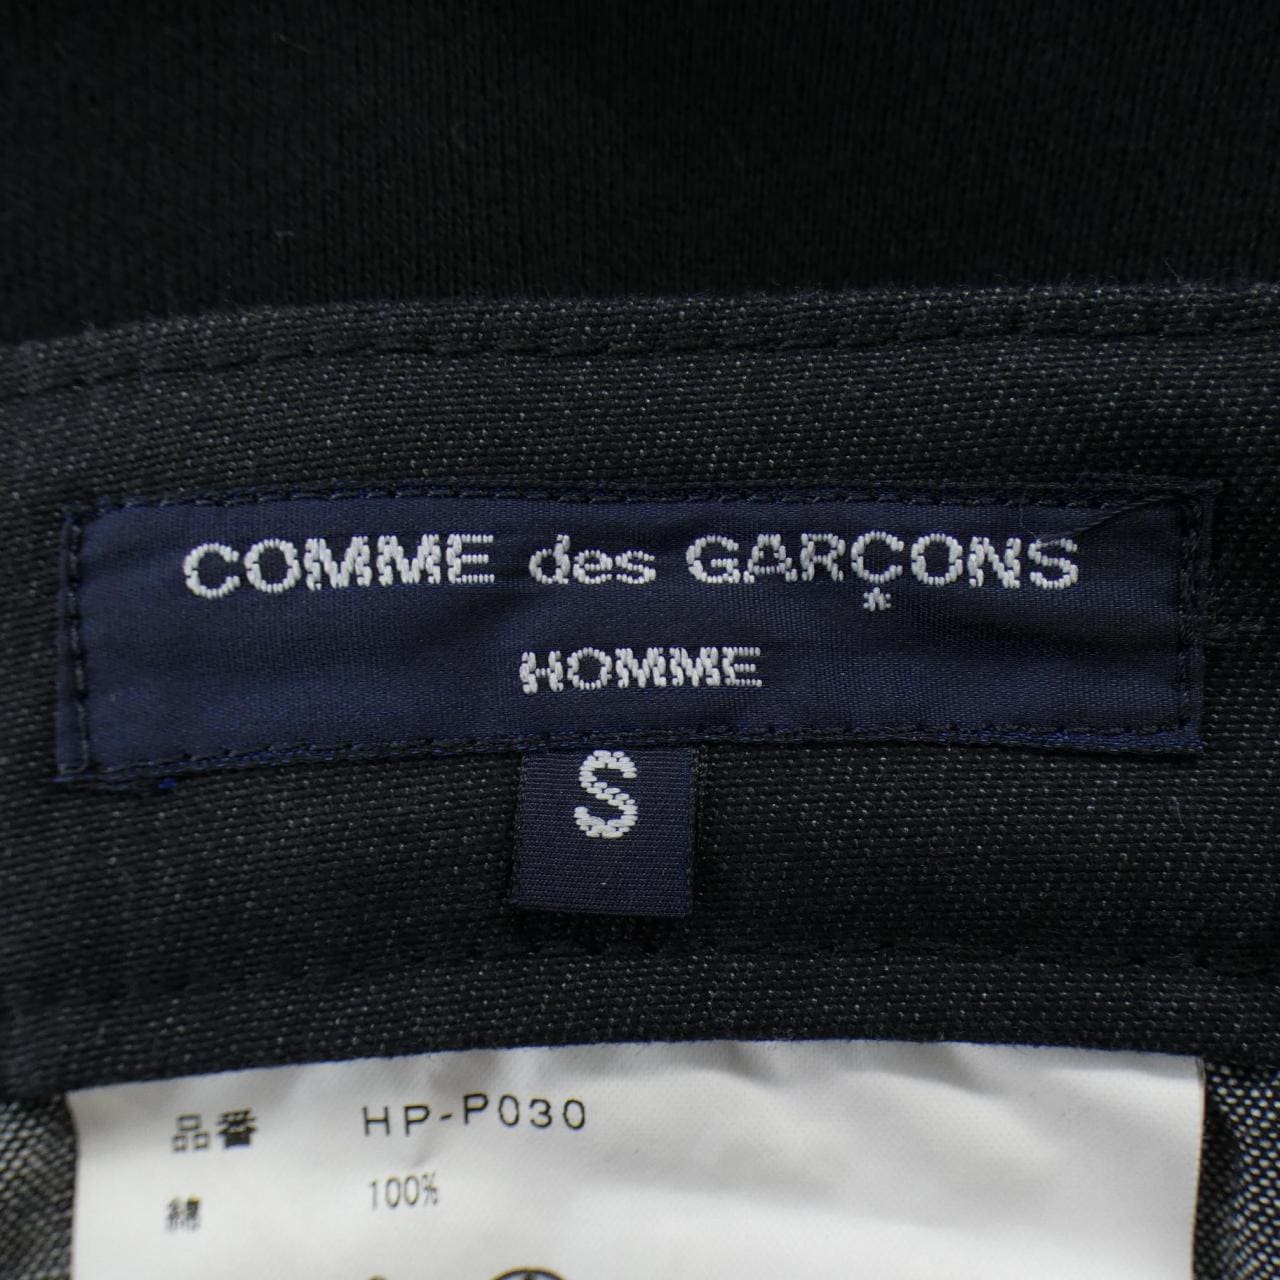 COMME des GARÇONS
HOMME
S
品番 HP-P030
綿 100%